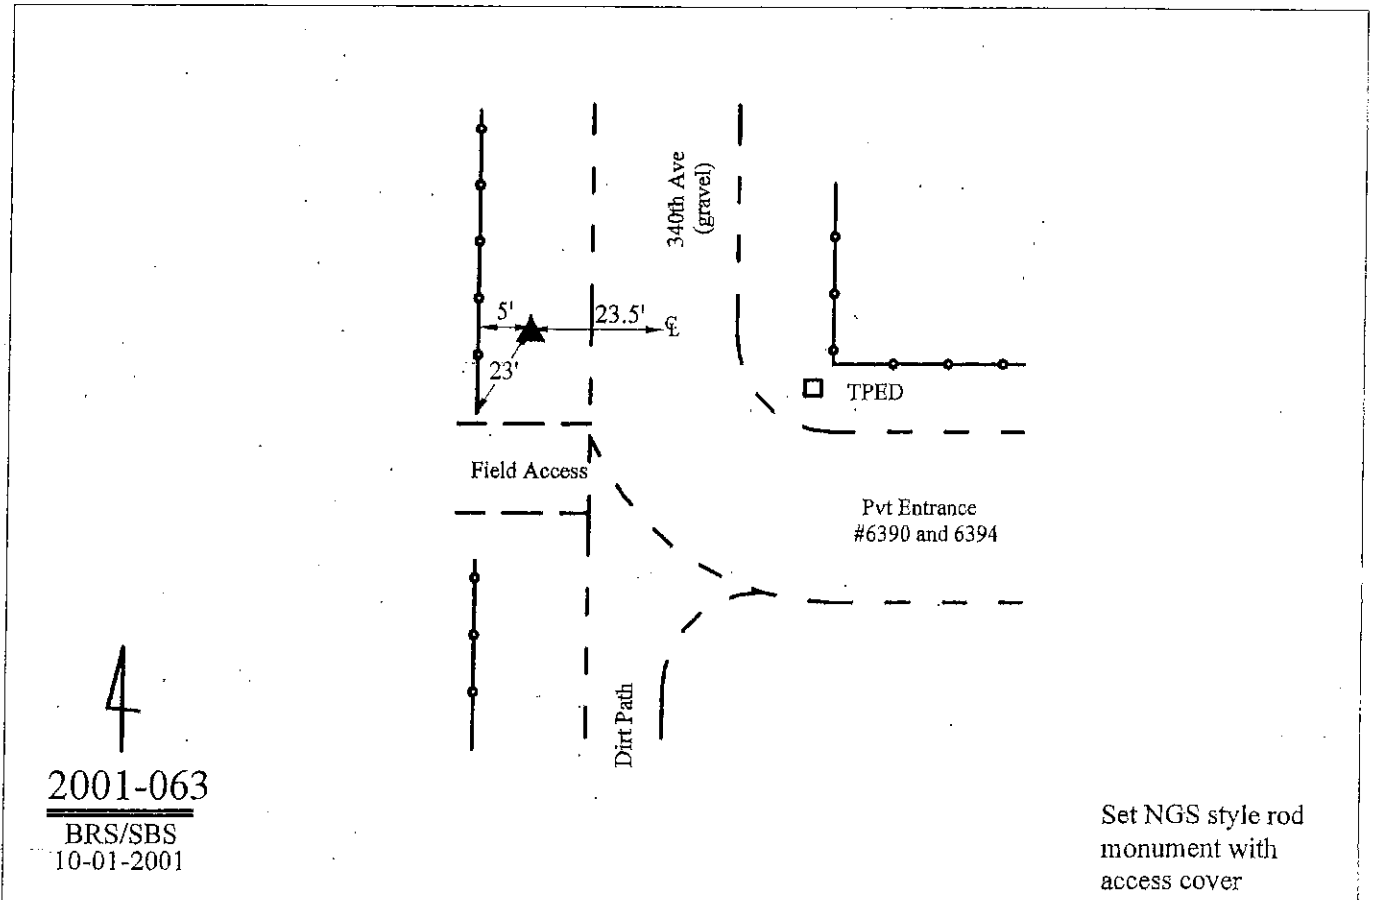 340th Ave
(gravel)
5'
23.5'
℄
23'
TPED
Field Access
Pvt Entrance
#6390 and 6394
Dirt Path
2001-063
BRS/SBS
10-01-2001
Set NGS style rod
monument with
access cover